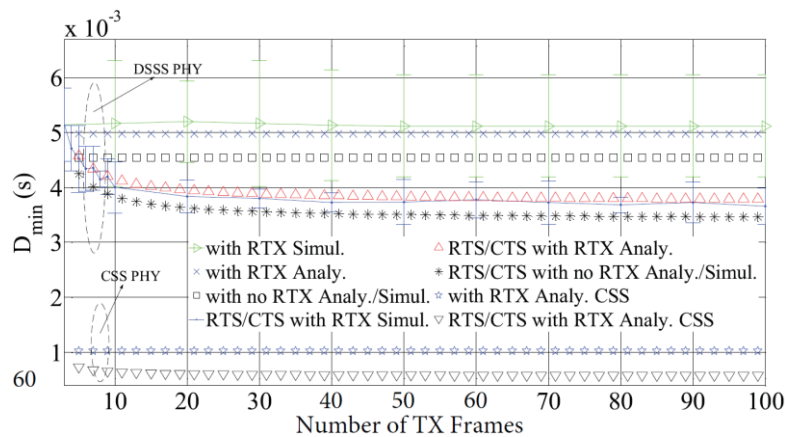 x 10⁻³
DSSS PHY
6
5
4
3
2
1
60
D_min (s)
CSS PHY
with RTX Simul.
RTS/CTS with RTX Analy.
with RTX Analy.
RTS/CTS with no RTX Analy./Simul.
with no RTX Analy./Simul.
with RTX Analy. CSS
RTS/CTS with RTX Simul.
RTS/CTS with RTX Analy. CSS
10 20 30 40 50 60 70 80 90 100
Number of TX Frames